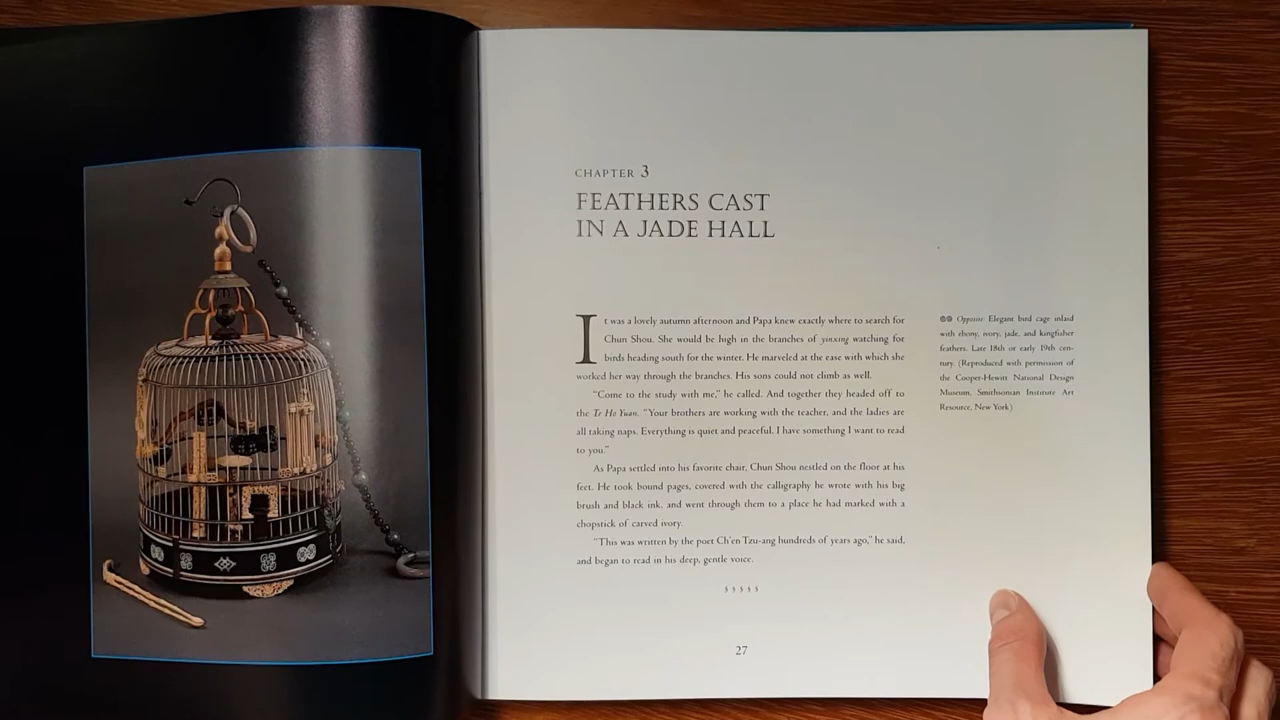 CHAPTER 3
FEATHERS CAST
IN A JADE HALL
It was a lovely autumn afternoon and Papa knew exactly where to search for
Chun Shou. She would be high in the branches of yinxing watching for
birds heading south for the winter. He marveled at the ease with which she
worked her way through the branches. His sons could not climb as well.
"Come to the study with me," he called. And together they headed off to
the Te Ho Yuan. "Your brothers are working with the teacher, and the ladies are
all taking naps. Everything is quiet and peaceful. I have something I want to read
to you."
As Papa settled into his favorite chair, Chun Shou nestled on the floor at his
feet. He took bound pages, covered with the calligraphy he wrote with his big
brush and black ink, and went through them to a place he had marked with a
chopstick of carved ivory.
"This was written by the poet Ch'en Tzu-ang hundreds of years ago," he said,
and began to read in his deep, gentle voice.
§ § § § §
27
Opposite: Elegant bird cage inlaid
with ebony, ivory, jade, and kingfisher
feathers. Late 18th or early 19th cen-
tury. (Reproduced with permission of
the Cooper-Hewitt National Design
Museum, Smithsonian Institute Art
Resource, New York)